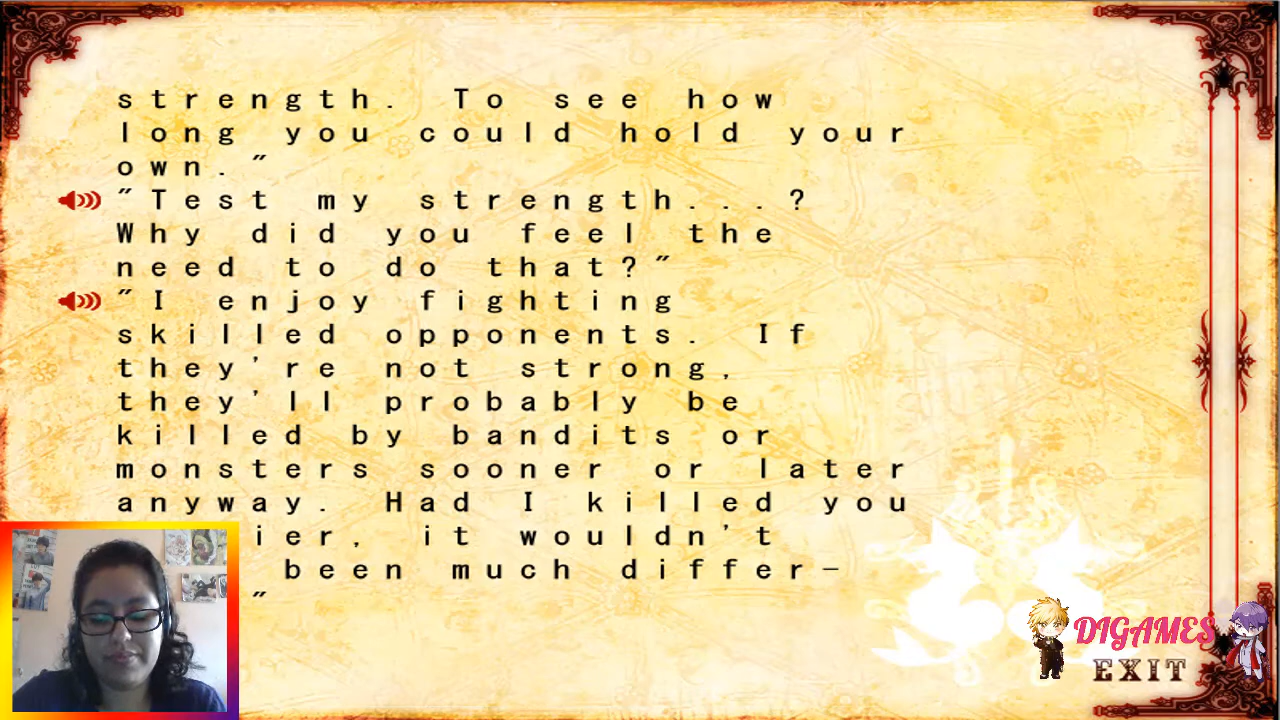 strength. To see how
long you could hold your
own."
"Test my strength...?
Why did you feel the
need to do that?"
"I enjoy fighting
skilled opponents. If
they're not strong,
they'll probably be
killed by bandits or
monsters sooner or later
anyway. Had I killed you
ier, it wouldn't
been much differ-
"
DIGAMES
EXIT